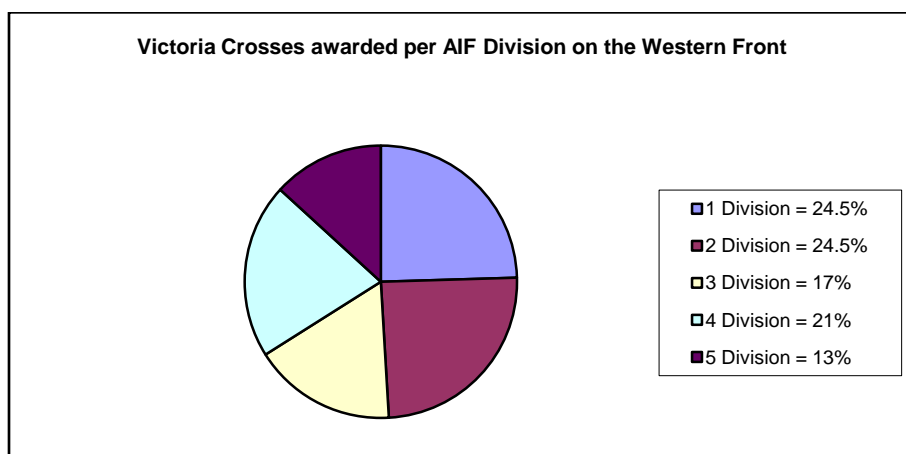 Victoria Crosses awarded per AIF Division on the Western Front
1 Division = 24.5%
2 Division = 24.5%
3 Division = 17%
4 Division = 21%
5 Division = 13%